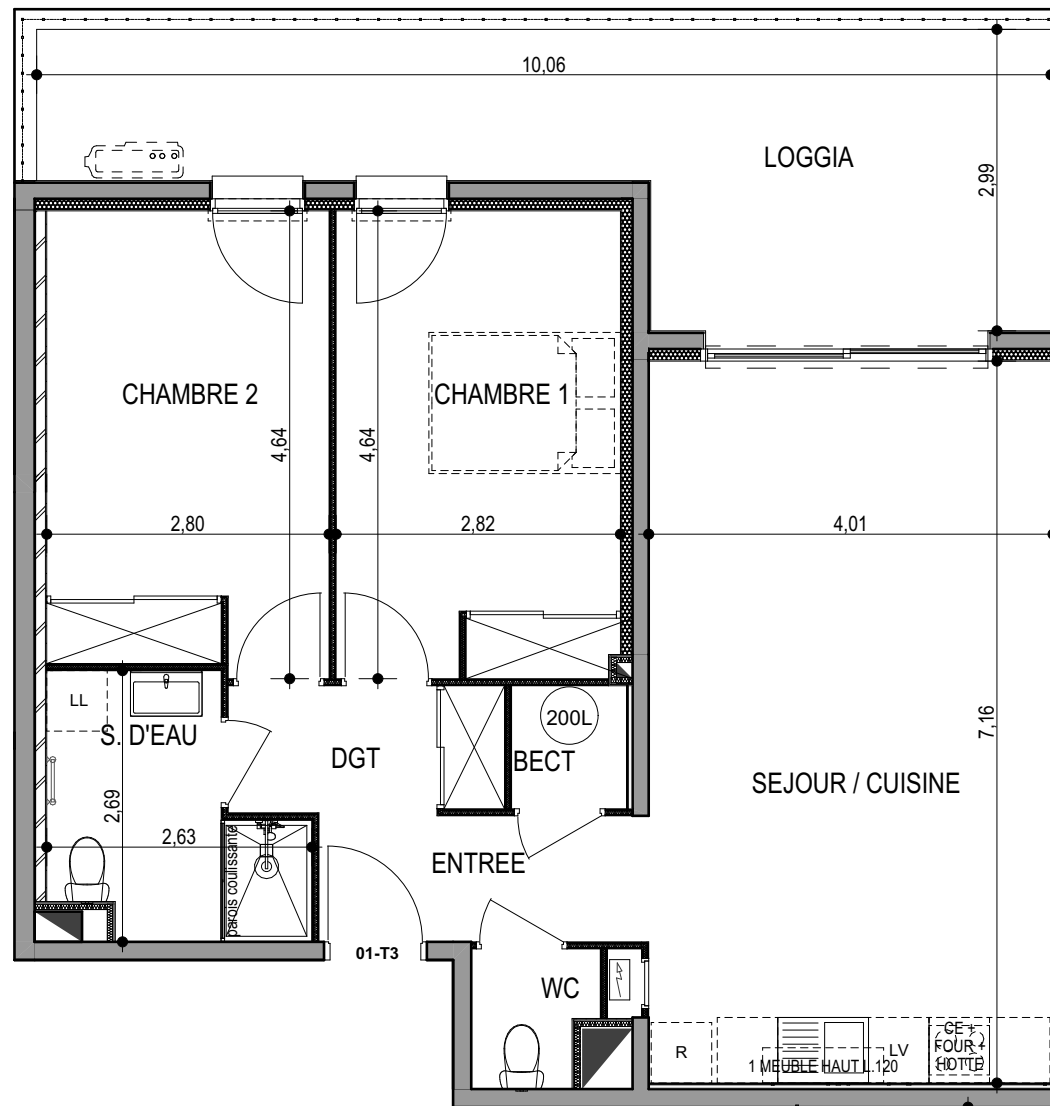 10,06
LOGGIA
2,99
CHAMBRE 2
CHAMBRE 1
4,64
4,64
2,80
2,82
4,01
LL
S. D'EAU
200L
DGT
BECT
7,16
SEJOUR / CUISINE
2,69
2,63
parois coulissante
ENTREE
01-T3
WC
R
LV
CE +
FOUR +
HOTTE
1 MEUBLE HAUT L.120